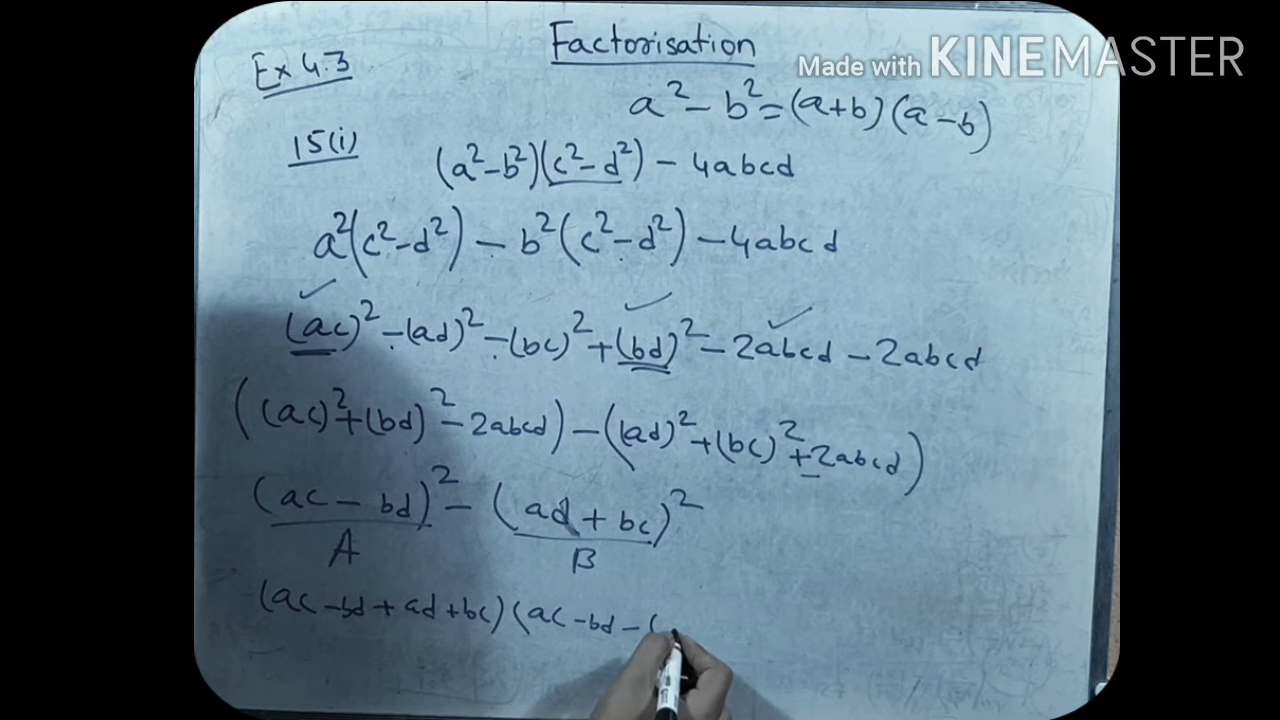 Factorisation
Made with KINEMASTER
Ex 4.3
a² - b² = (a+b)(a-b)
15(i)
(a²-b²)(c²-d²) - 4abcd
a²(c²-d²) - b²(c²-d²) - 4abcd
(ac)² - (ad)² - (bc)² + (bd)² - 2abcd - 2abcd
((ac)² + (bd)² - 2abcd) - ((ad)² + (bc)² + 2abcd)
(ac - bd)² - (ad + bc)²
A B
(ac - bd + ad + bc)(ac - bd - (